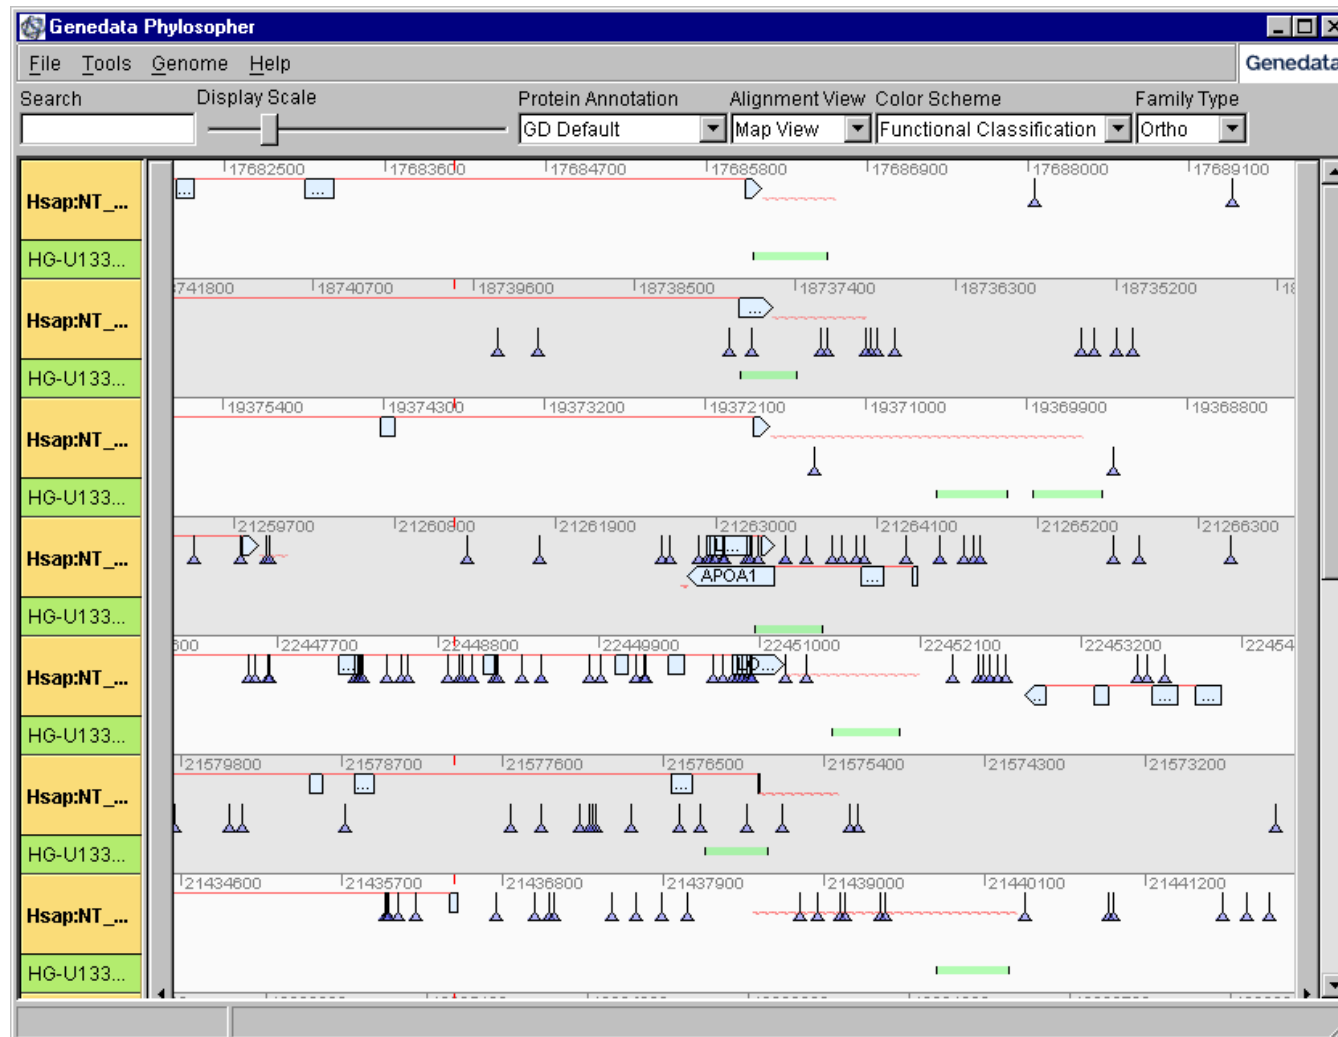 Genedata Phylosopher
File Tools Genome Help
Genedata
Search Display Scale Protein Annotation Alignment View Color Scheme Family Type
GD Default Map View Functional Classification Ortho
17682500 17683600 17684700 17685800 17686900 17688000 17689100
Hsap:NT_...
... ...
HG-U133...
741800 18740700 18739600 18738500 18737400 18736300 18735200 18
Hsap:NT_...
...
HG-U133...
19375400 19374300 19373200 19372100 19371000 19369900 19368800
Hsap:NT_...
HG-U133...
21259700 21260800 21261900 21263000 21264100 21265200 21266300
Hsap:NT_...
...
APOA1 ...
HG-U133...
600 22447700 22448800 22449900 22451000 22452100 22453200 22454
Hsap:NT_...
... ... ...
... ... ...
HG-U133...
21579800 21578700 21577600 21576500 21575400 21574300 21573200
Hsap:NT_...
... ...
HG-U133...
21434600 21435700 21436800 21437900 21439000 21440100 21441200
Hsap:NT_...
HG-U133...